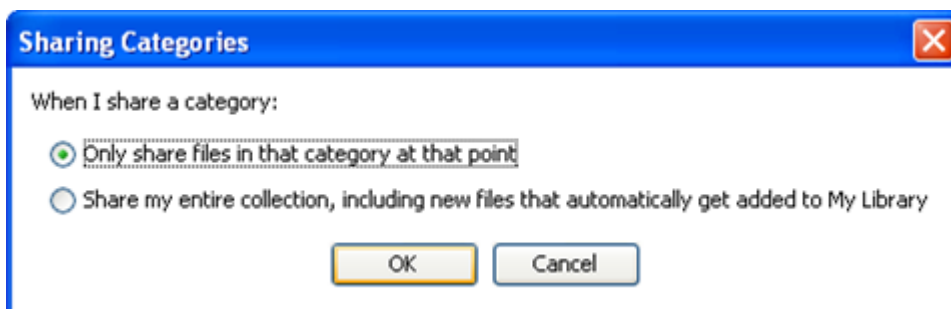 Sharing Categories
When I share a category:
Only share files in that category at that point
Share my entire collection, including new files that automatically get added to My Library
OK Cancel